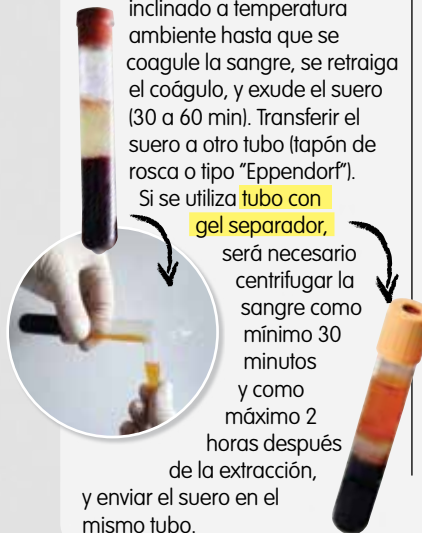 inclinado a temperatura
ambiente hasta que se
coagule la sangre, se retraiga
el coágulo, y exude el suero
(30 a 60 min). Transferir el
suero a otro tubo (tapón de
rosca o tipo “Eppendorf”).
Si se utiliza tubo con
gel separador,
será necesario
centrifugar la
sangre como
mínimo 30
minutos
y como
máximo 2
horas después
de la extracción,
y enviar el suero en el
mismo tubo.